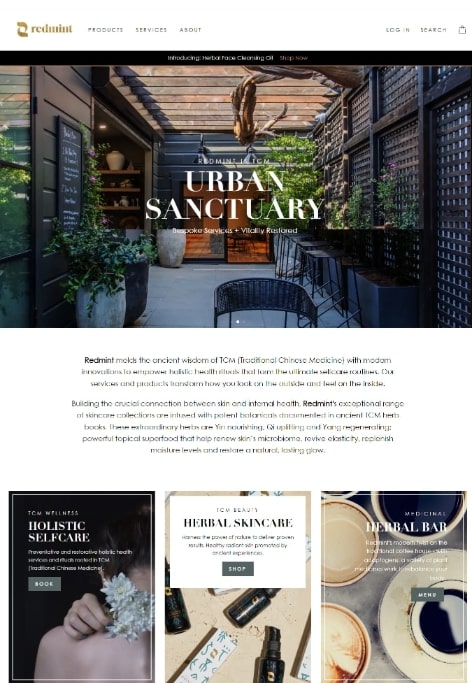 redmint
PRODUCTS SERVICES ABOUT
LOG IN SEARCH
Introducing: Herbal Face Cleansing Oil Shop Now
REDMINT IS TCM
URBAN
SANCTUARY
Bespoke Services + Vitality Restored
Redmint melds the ancient wisdom of TCM (Traditional Chinese Medicine) with modern
innovations to empower holistic health rituals that form the ultimate selfcare routines. Our
services and products transform how you look on the outside and feel on the inside.
Building the crucial connection between skin and internal health, Redmint's exceptional range
of skincare collections are infused with potent botanicals documented in ancient TCM herb
books. These extraordinary herbs are Yin nourishing, Qi uplifting and Yang regenerating;
powerful topical superfood that help renew skin's microbiome, revive elasticity, replenish
moisture levels and restore a natural, lasting glow.
TCM WELLNESS
HOLISTIC
SELFCARE
Preventative and restorative holistic health
services and rituals rooted in TCM
(Traditional Chinese Medicine).
BOOK
TCM BEAUTY
HERBAL SKINCARE
Harness the power of nature to deliver proven
results. Healthy radiant skin promoted by
ancient experiences.
SHOP
MEDICINAL
HERBAL BAR
Redmint's modern twist on the
traditional coffee house - with
adaptogens, a variety of plant
medicine work to rebalance your
body.
MENU